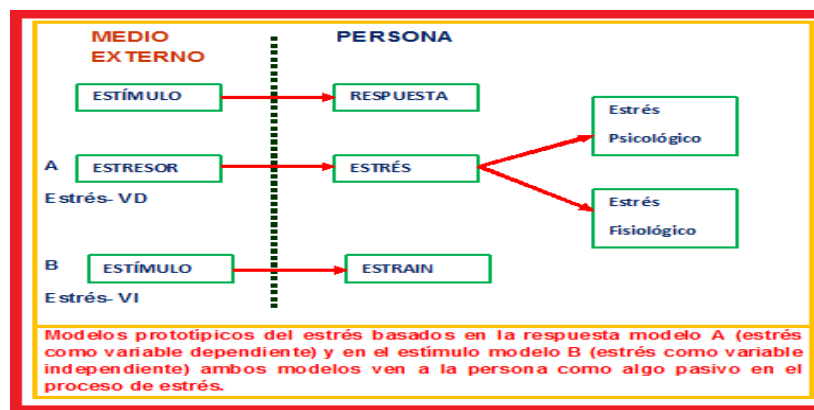 MEDIO EXTERNO
PERSONA
ESTÍMULO
RESPUESTA
Estrés
Psicológico
A
ESTRESOR
ESTRÉS
Estrés- VD
Estrés
Fisiológico
B
ESTÍMULO
ESTRAIN
Estrés- VI
Modelos prototípicos del estrés basados en la respuesta modelo A (estrés
como variable dependiente) y en el estímulo modelo B (estrés como variable
independiente) ambos modelos ven a la persona como algo pasivo en el
proceso de estrés.